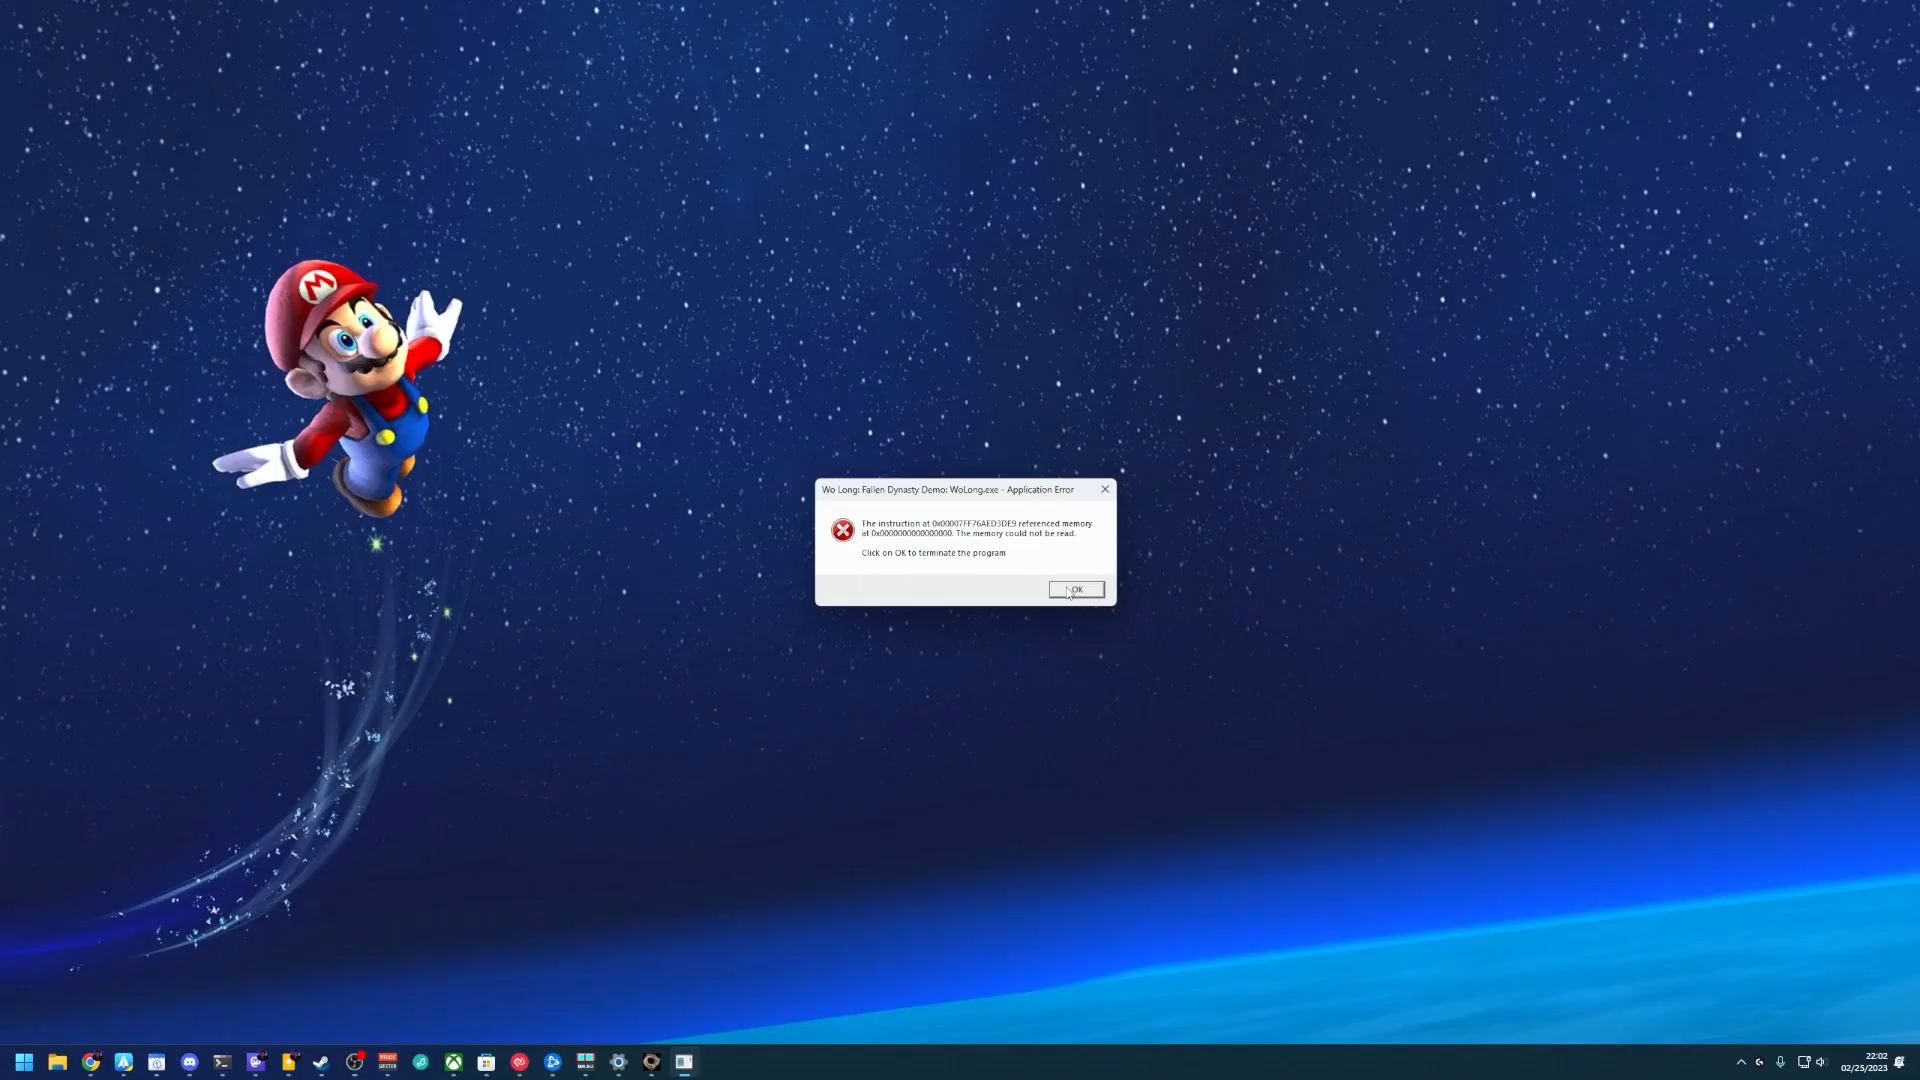 M
Wo Long: Fallen Dynasty Demo: WoLong.exe - Application Error
The instruction at 0x00007FF76AED3DE9 referenced memory
at 0x0000000000000000. The memory could not be read.
Click on OK to terminate the program
OK
22:02
02/25/2023